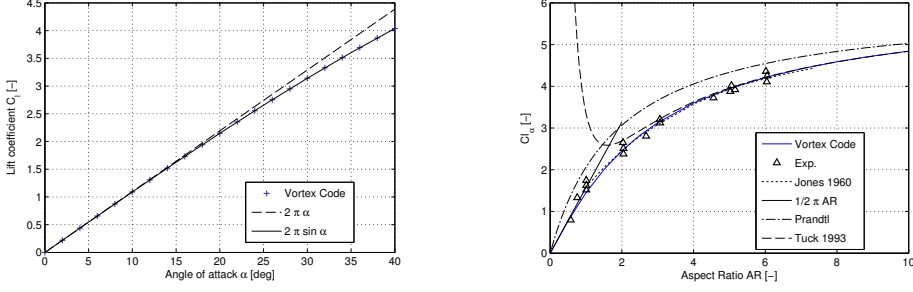 4.5
4
3.5
3
2.5
2
1.5
1
0.5
0
0 5 10 15 20 25 30 35 40
Lift coefficient C_l [-]
Angle of attack α [deg]
Vortex Code
2 π α
2 π sin α
6
5
4
3
2
1
0
0 2 4 6 8 10
Cl_α [-]
Aspect Ratio AR [-]
Vortex Code
Exp.
Jones 1960
1/2 π AR
Prandtl
Tuck 1993